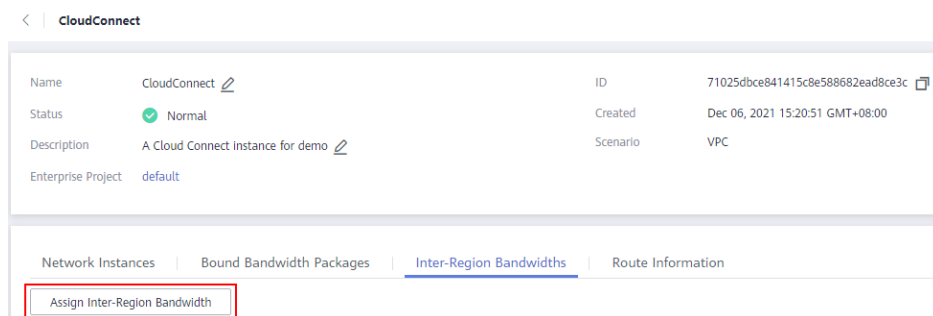 CloudConnect
Name CloudConnect ID 71025dbce841415c8e588682ead8ce3c
Status Normal Created Dec 06, 2021 15:20:51 GMT+08:00
Description A Cloud Connect instance for demo Scenario VPC
Enterprise Project default
Network Instances Bound Bandwidth Packages Inter-Region Bandwidths Route Information
Assign Inter-Region Bandwidth